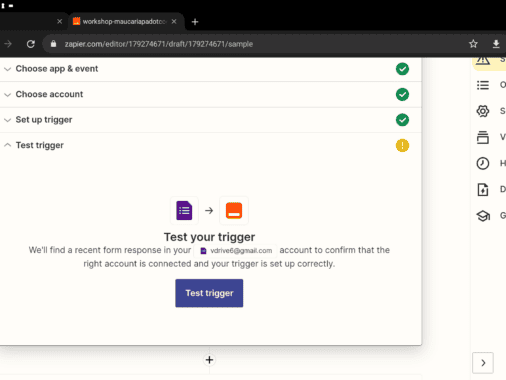 workshop-maucariapadotco
zapier.com/editor/179274671/draft/179274671/sample
Choose app & event
Choose account
Set up trigger
Test trigger
Test your trigger
We'll find a recent form response in your vdrive6@gmail.com account to confirm that the
right account is connected and your trigger is set up correctly.
Test trigger
S
O
S
V
H
D
G